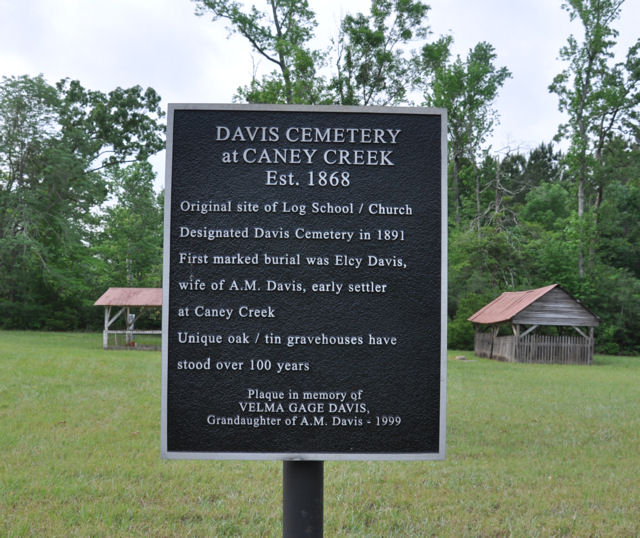 DAVIS CEMETERY
at CANEY CREEK
Est. 1868
Original site of Log School / Church
Designated Davis Cemetery in 1891
First marked burial was Elcy Davis,
wife of A.M. Davis, early settler
at Caney Creek
Unique oak / tin gravehouses have
stood over 100 years
Plaque in memory of
VELMA GAGE DAVIS,
Grandaughter of A.M. Davis - 1999